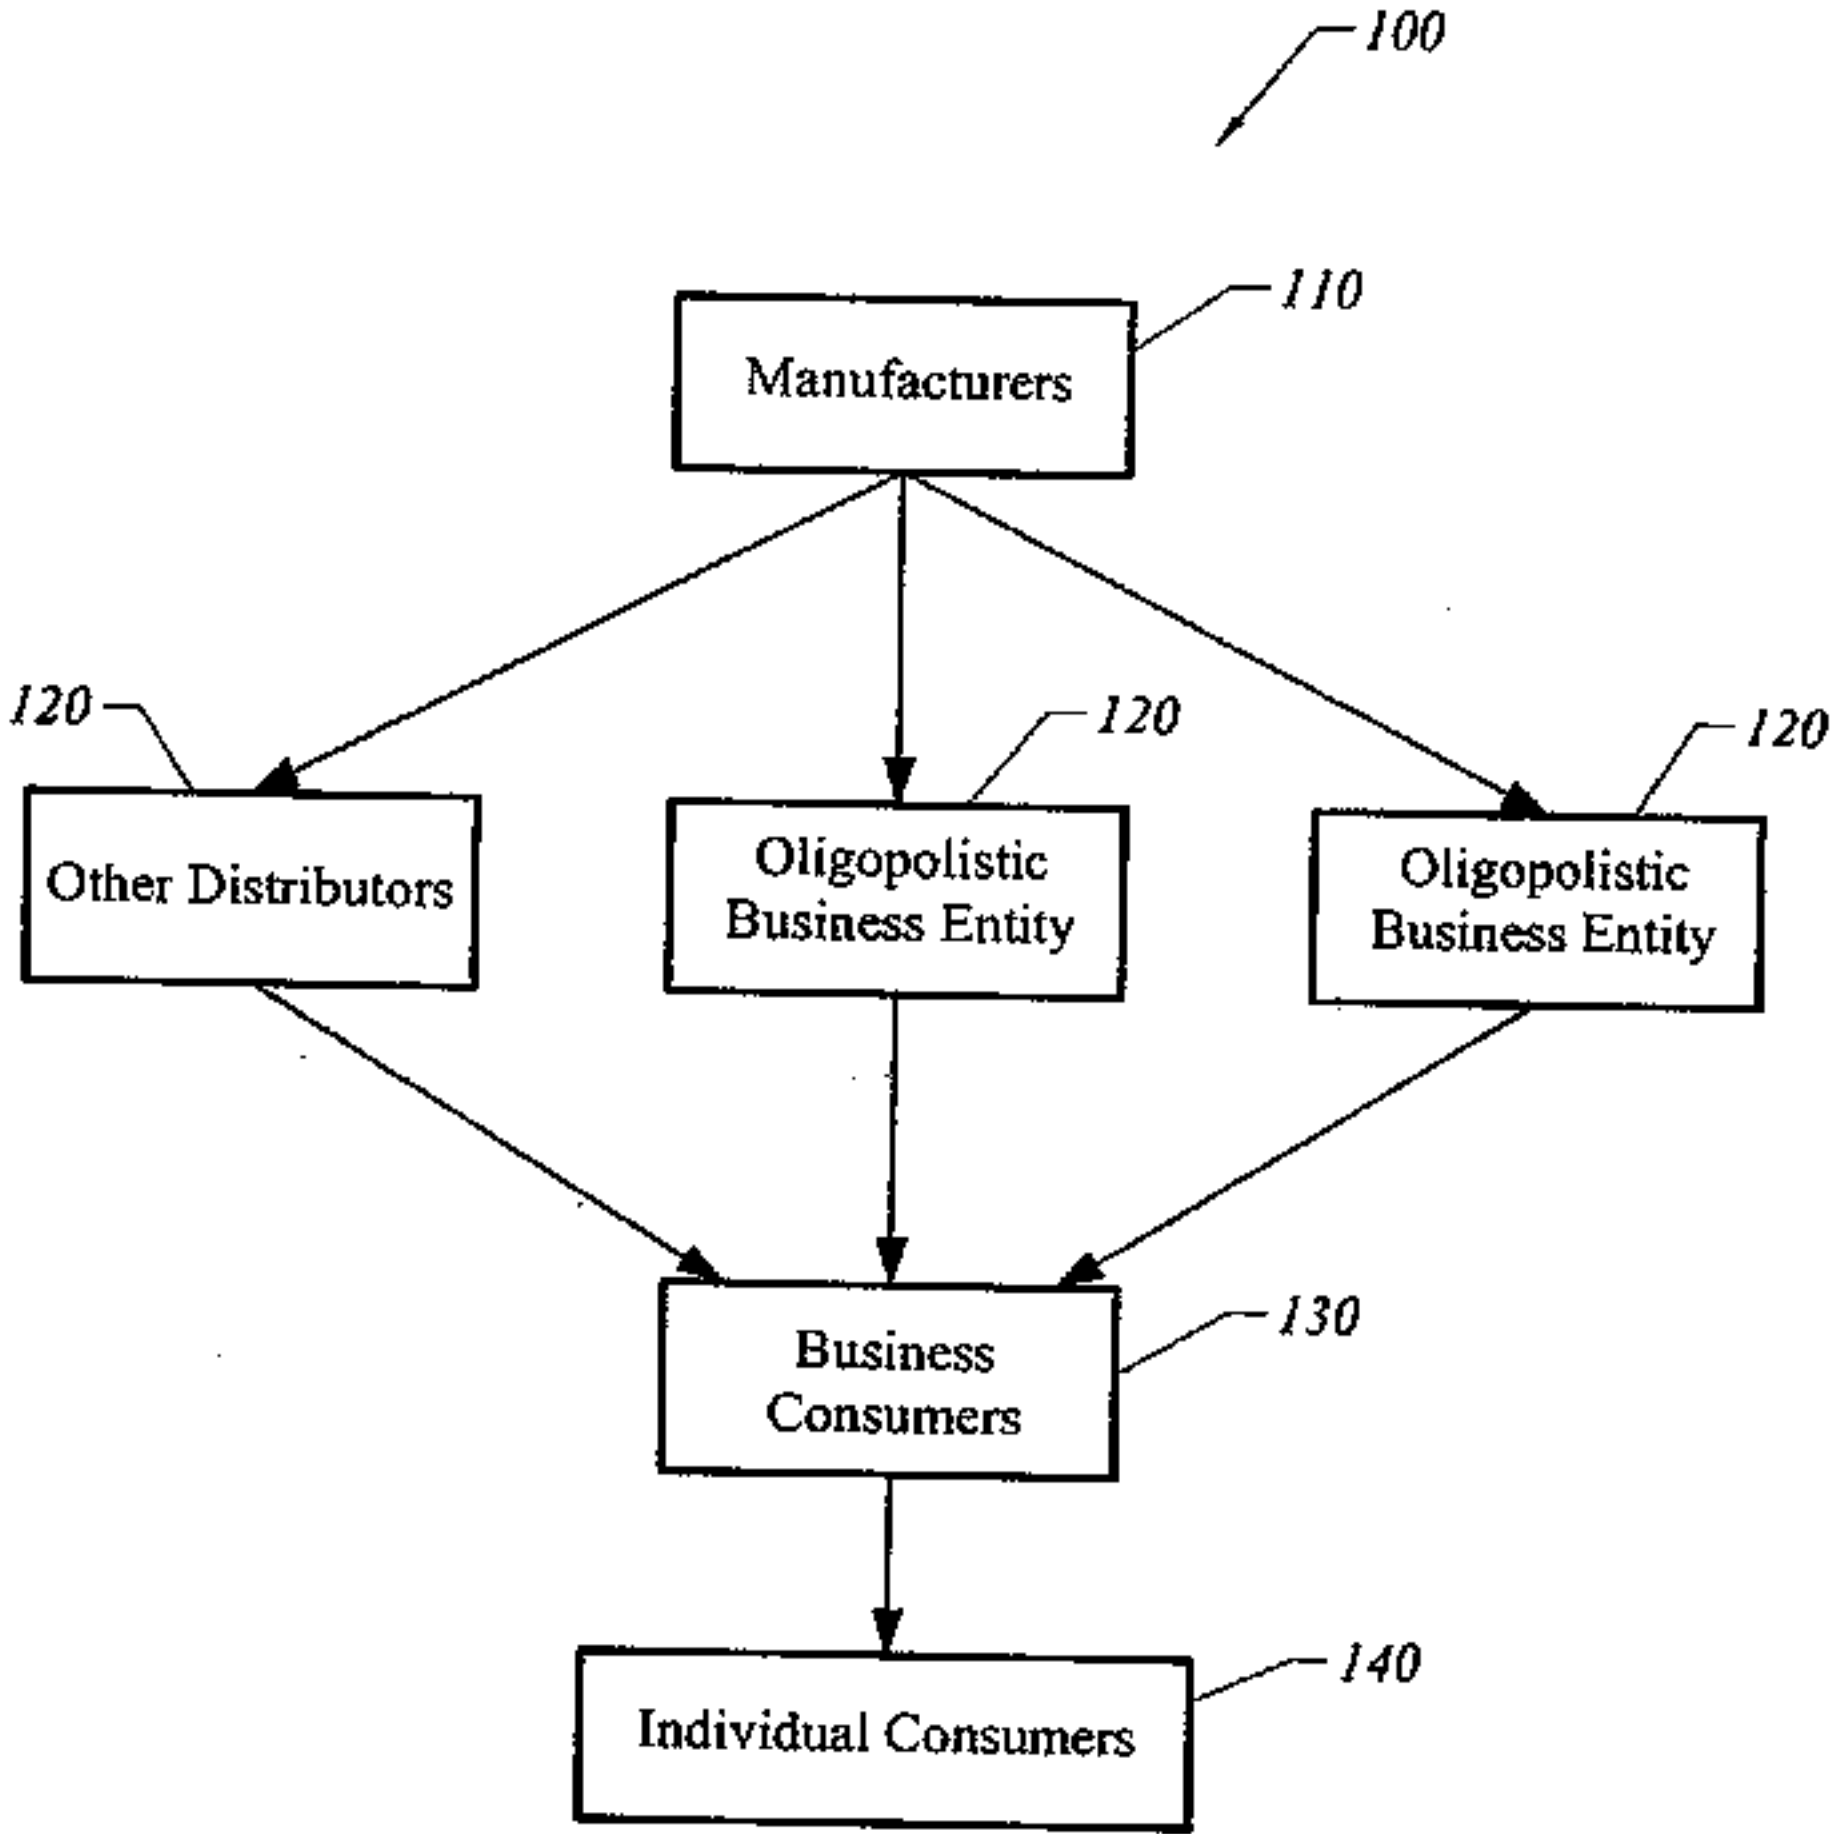 100
110
Manufacturers
120
120
120
Other Distributors
Oligopolistic
Business Entity
Oligopolistic
Business Entity
130
Business
Consumers
140
Individual Consumers